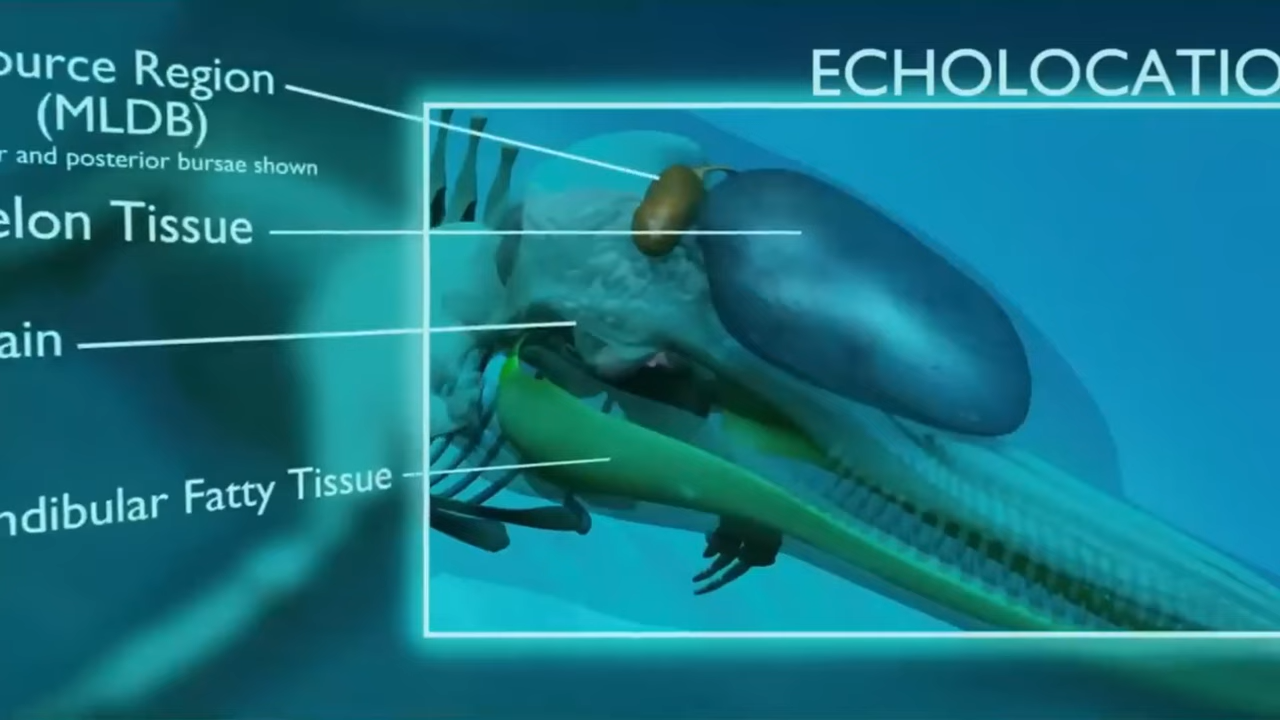 ource Region
(MLDB)
r and posterior bursae shown
elon Tissue
ain
ndibular Fatty Tissue
ECHOLOCATIO